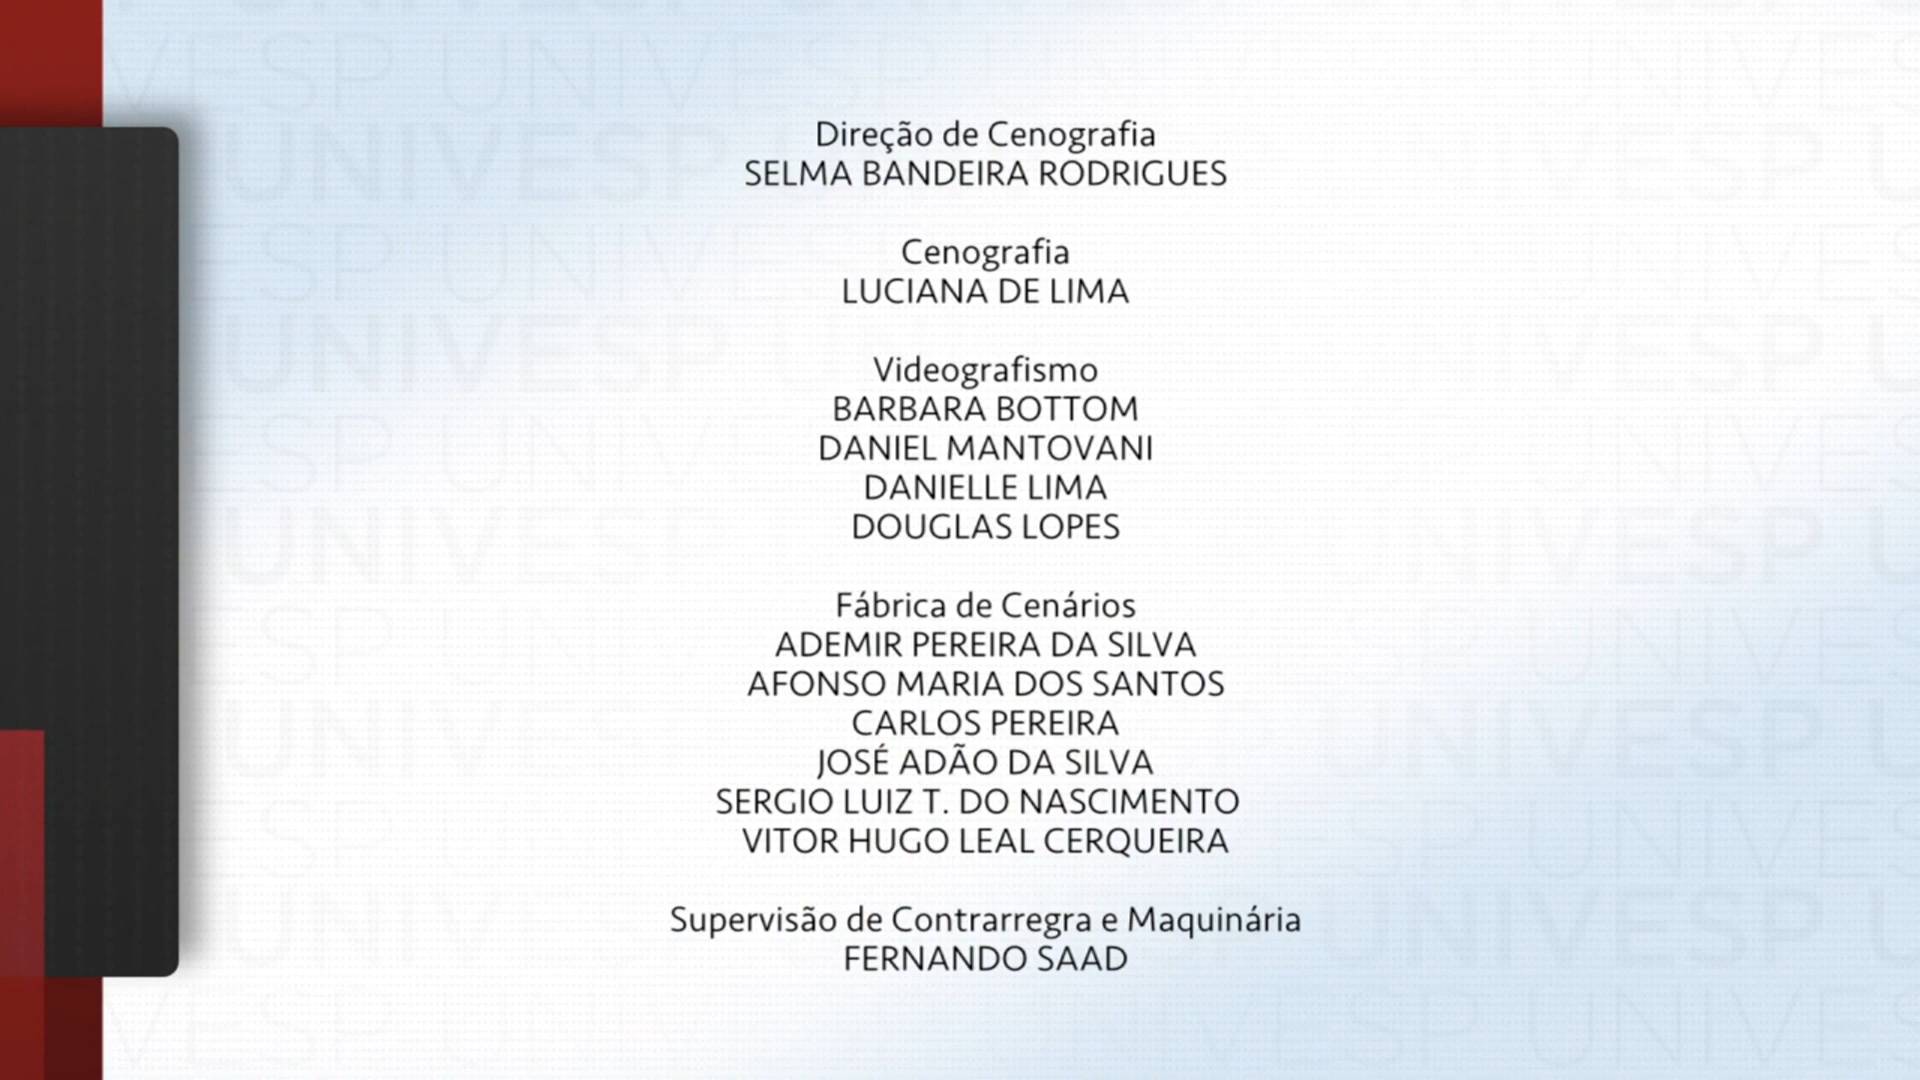 Direção de Cenografia
SELMA BANDEIRA RODRIGUES
Cenografia
LUCIANA DE LIMA
Videografismo
BARBARA BOTTOM
DANIEL MANTOVANI
DANIELLE LIMA
DOUGLAS LOPES
Fábrica de Cenários
ADEMIR PEREIRA DA SILVA
AFONSO MARIA DOS SANTOS
CARLOS PEREIRA
JOSÉ ADÃO DA SILVA
SERGIO LUIZ T. DO NASCIMENTO
VITOR HUGO LEAL CERQUEIRA
Supervisão de Contrarregra e Maquinária
FERNANDO SAAD